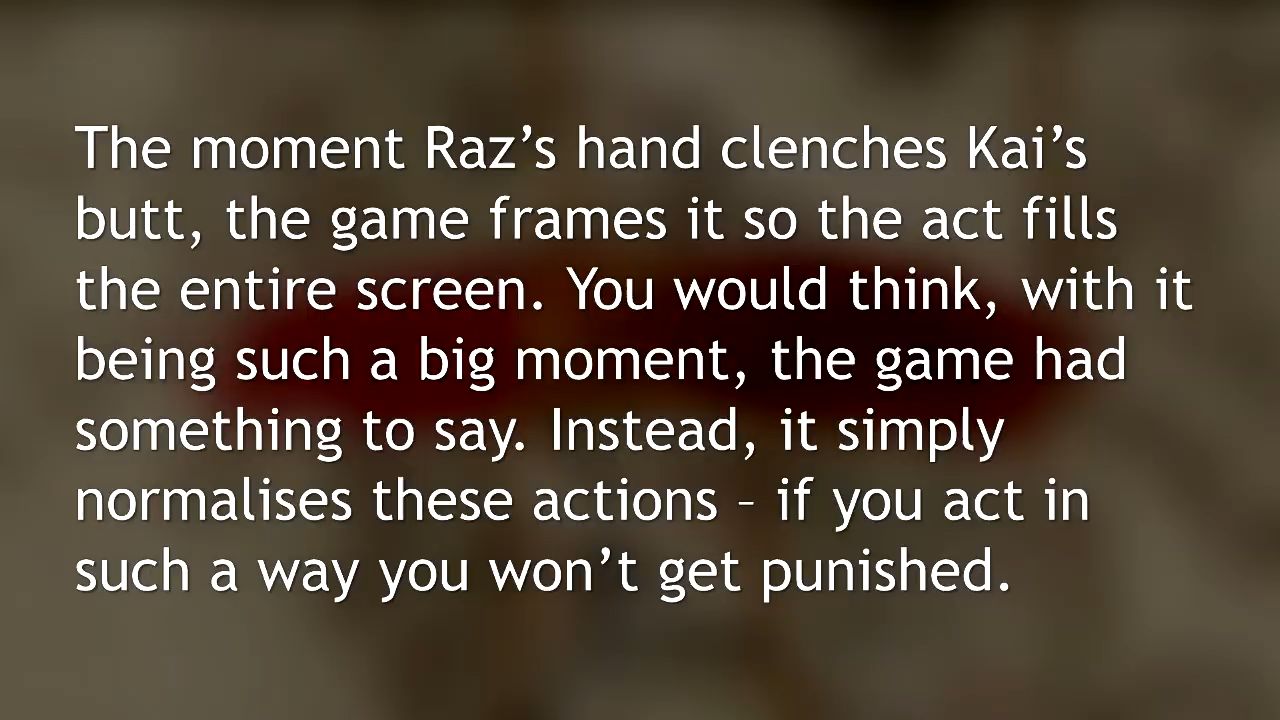 The moment Raz’s hand clenches Kai’s
butt, the game frames it so the act fills
the entire screen. You would think, with it
being such a big moment, the game had
something to say. Instead, it simply
normalises these actions – if you act in
such a way you won’t get punished.